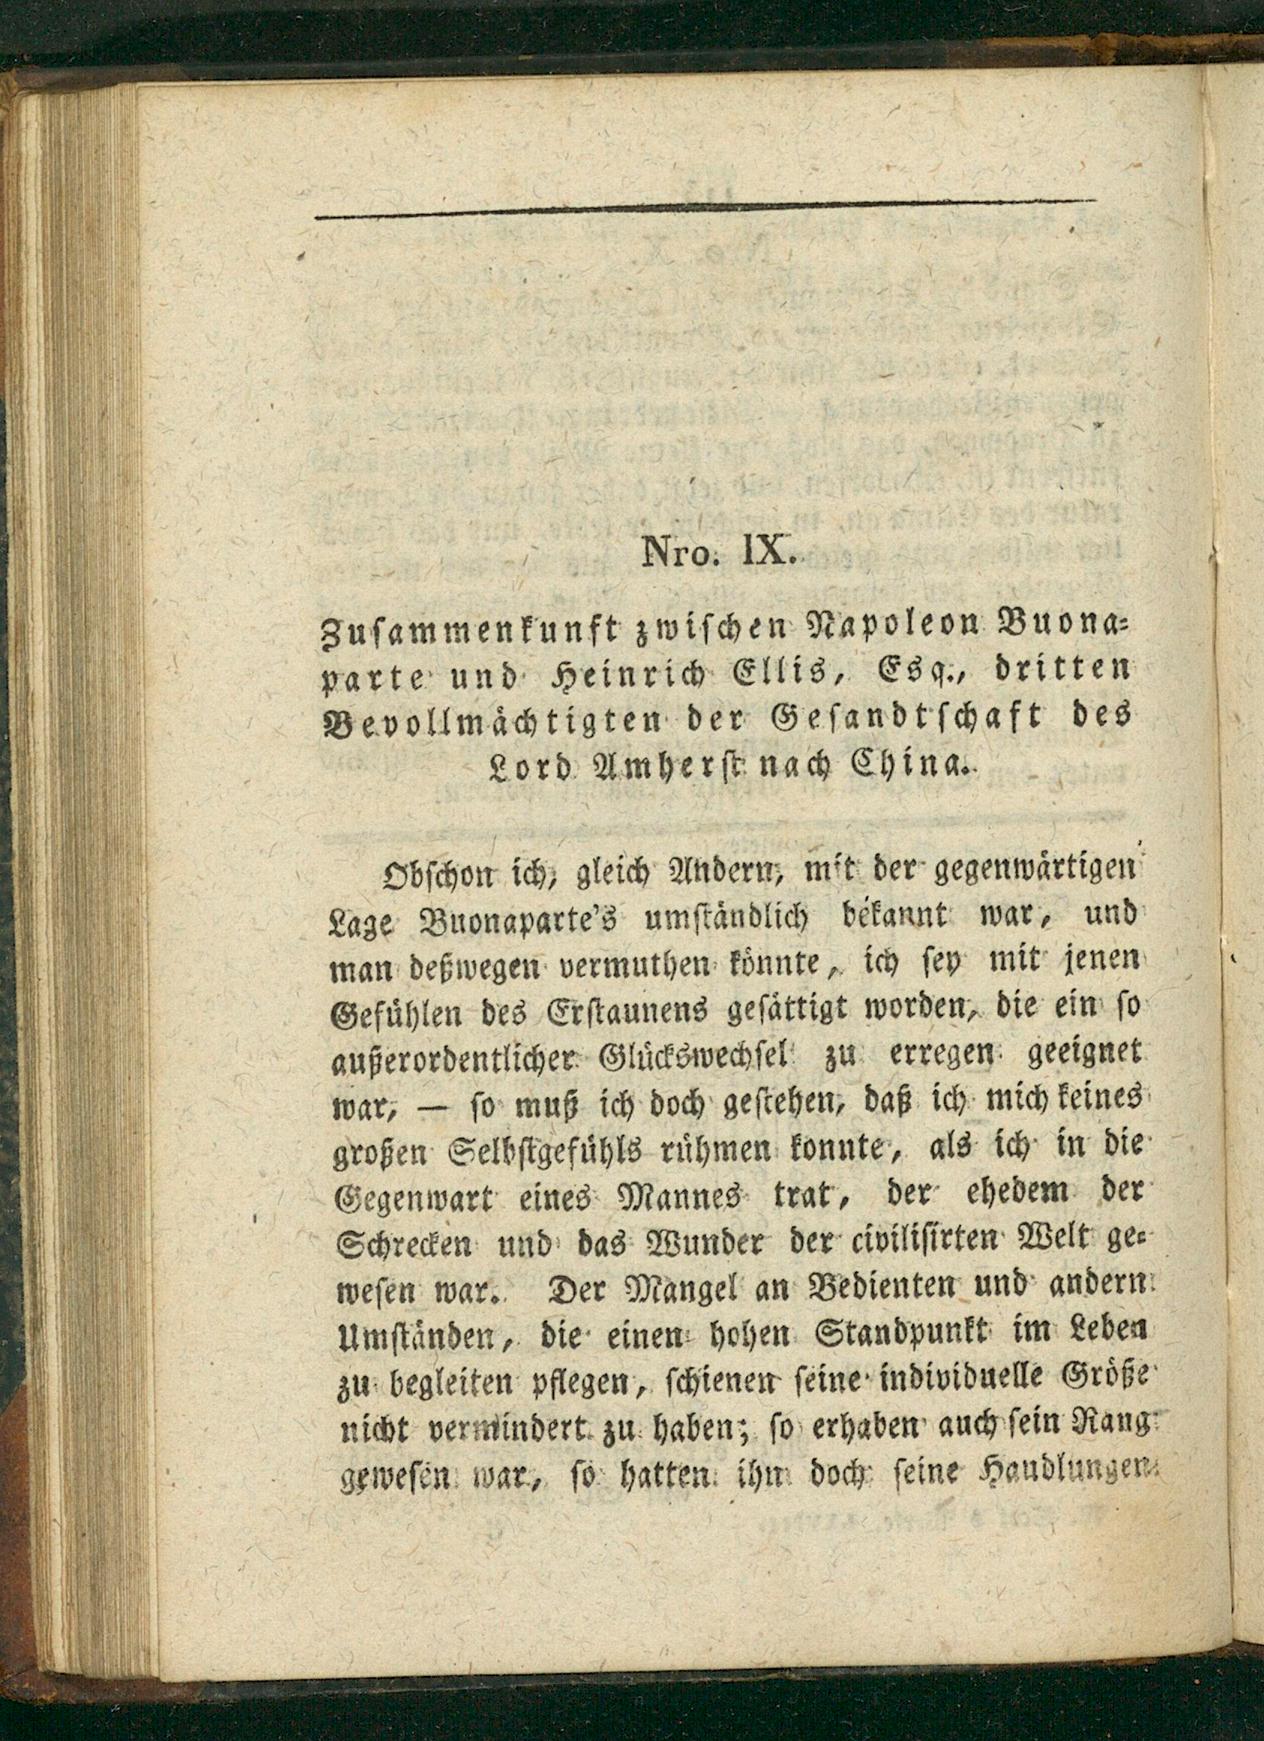 Nro. IX.
Zusammenkunft zwischen Napoleon Buona-
parte und Heinrich Ellis, Esq., dritten
Bevollmächtigten der Gesandtschaft des
Lord Amherst nach China.
Obschon ich, gleich Andern, mit der gegenwärtigen
Lage Buonaparte's umständlich bekannt war, und
man deßwegen vermuthen könnte, ich sey mit jenen
Gefühlen des Erstaunens gesättigt worden, die ein so
außerordentlicher Glückswechsel zu erregen geeignet
war, — so muß ich doch gestehen, daß ich mich keines
großen Selbstgefühls rühmen konnte, als ich in die
Gegenwart eines Mannes trat, der ehedem der
Schrecken und das Wunder der civilisirten Welt ge-
wesen war. Der Mangel an Bedienten und andern
Umständen, die einen hohen Standpunkt im Leben
zu begleiten pflegen, schienen seine individuelle Größe
nicht vermindert zu haben; so erhaben auch sein Rang
gewesen war, so hatten ihn doch seine Handlungen